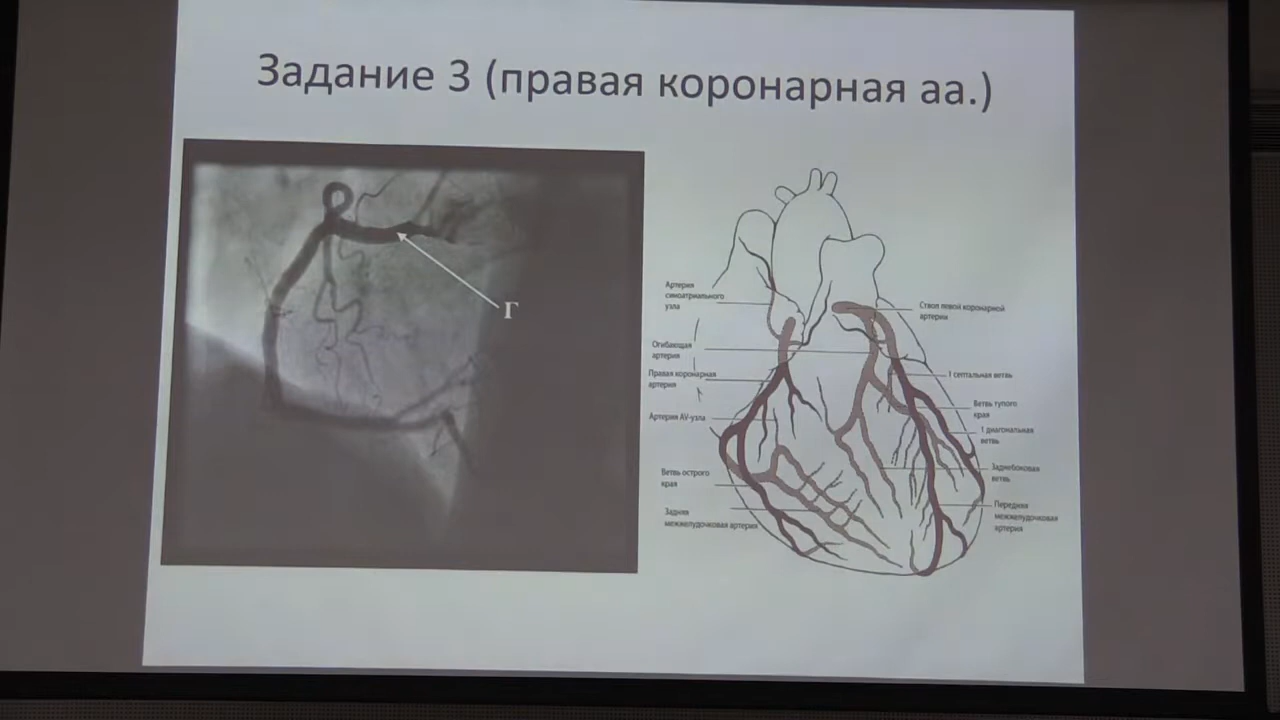 Задание 3 (правая коронарная аа.)
Г
Артерия
синоатриального
узла
Огибающая
артерия
Правая коронарная
артерия
Артерия AV-узла
Ветвь острого
края
Задняя
межжелудочковая артерия
Ствол левой коронарной
артерии
1 септальная ветвь
Ветвь тупого
края
1 диагональная
ветвь
Заднебоковая
ветвь
Передняя
межжелудочковая
артерия